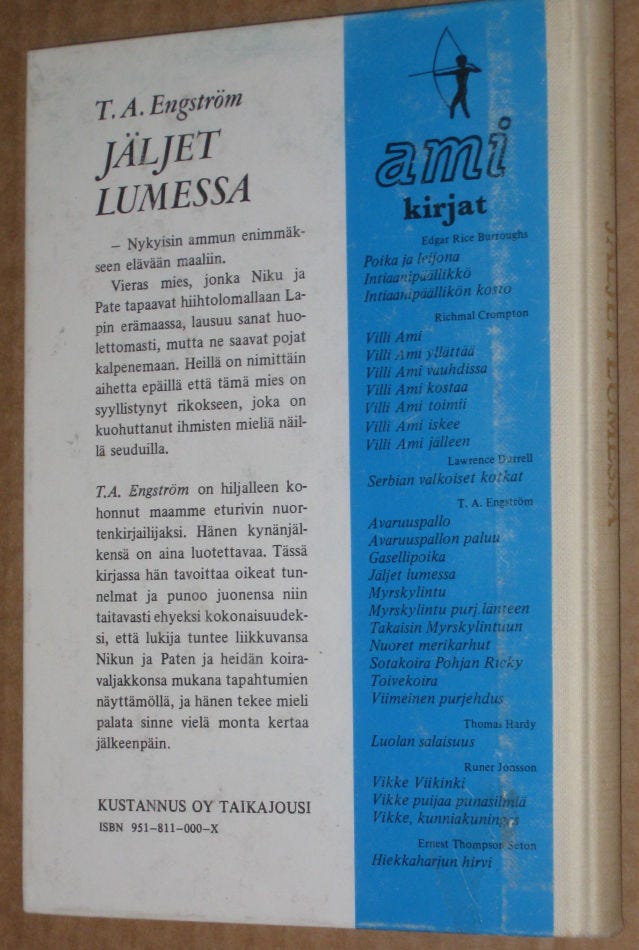 T. A. Engström
JÄLJET
LUMESSA
– Nykyisin ammun enimmäk-
seen elävään maaliin.
Vieras mies, jonka Niku ja
Pate tapaavat hiihtolomallaan La-
pin erämaassa, lausuu sanat huo-
lettomasti, mutta ne saavat pojat
kalpenemaan. Heillä on nimittäin
aihetta epäillä että tämä mies on
syyllistynyt rikokseen, joka on
kuohuttanut ihmisten mieliä näil-
lä seuduilla.
T.A. Engström on hiljalleen ko-
honnut maamme eturivin nuor-
tenkirjailijaksi. Hänen kynänjäl-
kensä on aina luotettavaa. Tässä
kirjassa hän tavoittaa oikeat tun-
nelmat ja punoo juonensa niin
taitavasti ehyeksi kokonaisuudek-
si, että lukija tuntee liikkuvansa
Nikun ja Paten ja heidän koira-
valjakkonsa mukana tapahtumien
näyttämöllä, ja hänen tekee mieli
palata sinne vielä monta kertaa
jälkeenpäin.
KUSTANNUS OY TAIKAJOUSI
ISBN 951–811–000–X
ami
kirjat
Edgar Rice Burroughs
Poika ja leijona
Intiaanipäällikkö
Intiaanipäällikön kosto
Richmal Crompton
Villi Ami
Villi Ami yllättää
Villi Ami vauhdissa
Villi Ami kostaa
Villi Ami toimii
Villi Ami iskee
Villi Ami jälleen
Lawrence Durrell
Serbian valkoiset kotkat
T. A. Engström
Avaruuspallo
Avaruuspallon paluu
Gasellipoika
Jäljet lumessa
Myrskylintu
Myrskylintu purj. länteen
Takaisin Myrskylintuun
Nuoret merikarhut
Sotakoira Pohjan Ricky
Toivekoira
Viimeinen purjehdus
Thomas Hardy
Luolan salaisuus
Runer Jonsson
Vikke Viikinki
Vikke puijaa punasilmiä
Vikke, kunniakuningas
Ernest Thompson Seton
Hiekkaharjun hirvi
JÄLJET LUMESSA